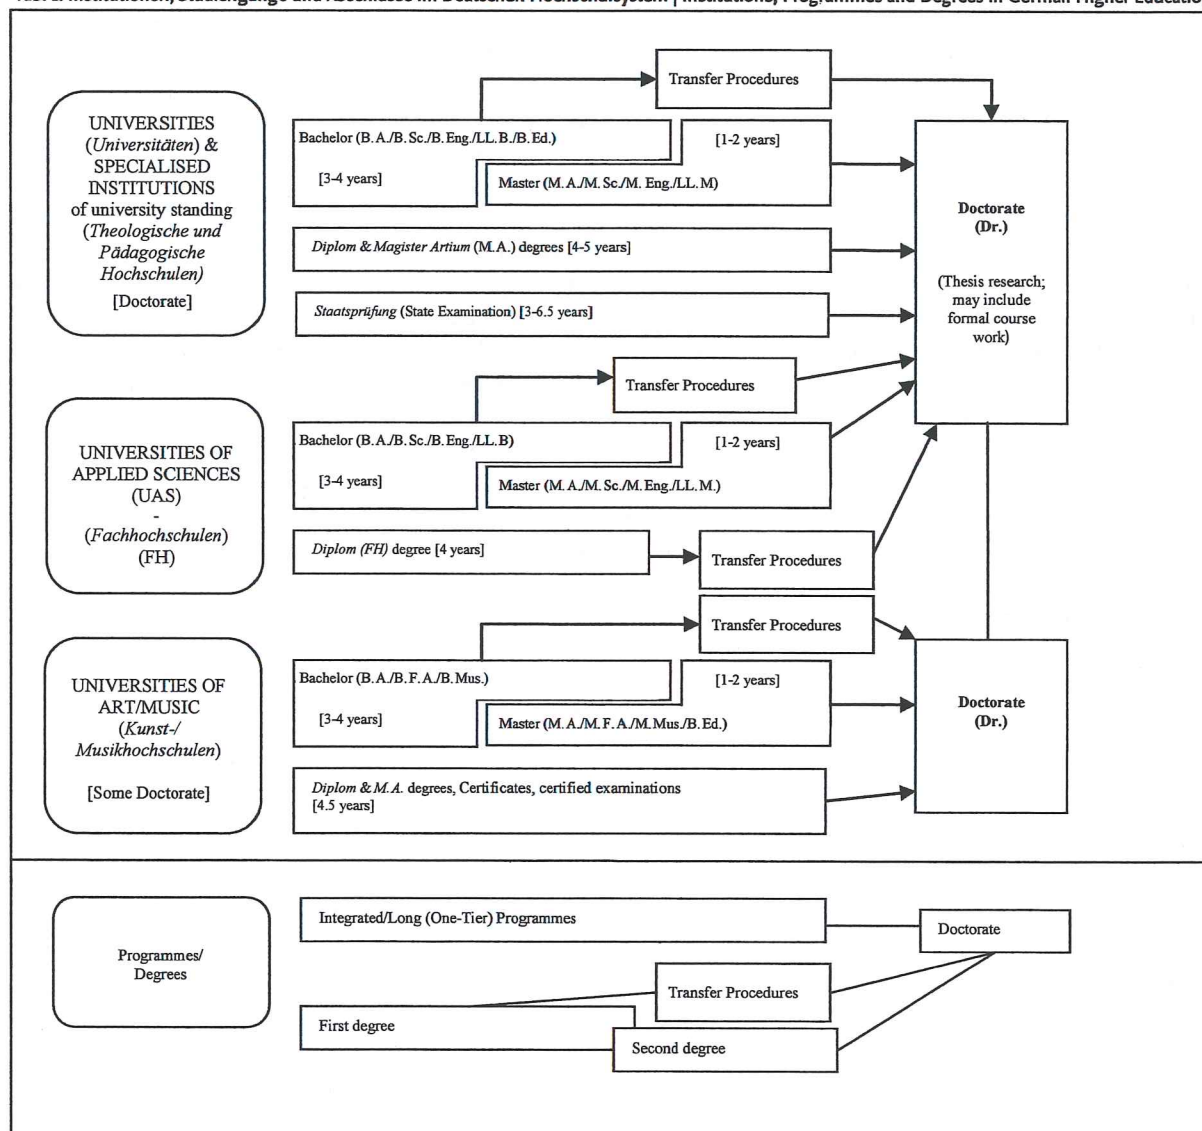 Institutionen, Studiengänge und Abschlüsse im Deutschen Hochschulsystem | Institutions, Programmes and Degrees in German Higher Education
Transfer Procedures
UNIVERSITIES
(Universitäten) &
SPECIALISED
INSTITUTIONS
of university standing
(Theologische und
Pädagogische
Hochschulen)
[Doctorate]
Bachelor (B.A./B.Sc./B.Eng./LL.B./B.Ed.)
[3-4 years]
[1-2 years]
Master (M.A./M.Sc./M. Eng./LL.M)
Diplom & Magister Artium (M.A.) degrees [4-5 years]
Staatsprüfung (State Examination) [3-6.5 years]
Doctorate
(Dr.)
(Thesis research;
may include
formal course
work)
Transfer Procedures
UNIVERSITIES OF
APPLIED SCIENCES
(UAS)
-
(Fachhochschulen)
(FH)
Bachelor (B.A./B.Sc./B.Eng./LL.B)
[3-4 years]
[1-2 years]
Master (M.A./M.Sc./M.Eng./LL.M.)
Diplom (FH) degree [4 years]
Transfer Procedures
Transfer Procedures
UNIVERSITIES OF
ART/MUSIC
(Kunst-/
Musikhochschulen)
[Some Doctorate]
Bachelor (B.A./B.F.A./B.Mus.)
[3-4 years]
[1-2 years]
Master (M.A./M.F.A./M.Mus./B.Ed.)
Diplom & M.A. degrees, Certificates, certified examinations
[4.5 years]
Doctorate
(Dr.)
Programmes/
Degrees
Integrated/Long (One-Tier) Programmes
Doctorate
Transfer Procedures
First degree
Second degree